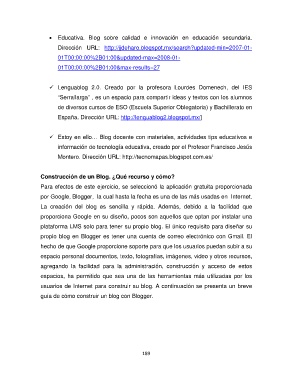 • Educativa. Blog sobre calidad e innovación en educación secundaria.
Dirección URL: http://jjdeharo.blogspot.mx/search?updated-min=2007-01-
01T00:00:00%2B01:00&updated-max=2008-01-
01T00:00:00%2B01:00&max-results=27
✓ Lenguablog 2.0. Creado por la profesora Lourdes Domenech, del IES
“Serrallarga”, es un espacio para compartir ideas y textos con los alumnos
de diversos cursos de ESO (Escuela Superior Obligatoria) y Bachillerato en
España. Dirección URL: http://lenguablog2.blogspot.mx/]
✓ Estoy en ello… Blog docente con materiales, actividades tips educativos e
información de tecnología educativa, creado por el Profesor Francisco Jesús
Montero. Dirección URL: http://tecnomapas.blogspot.com.es/
Construcción de un Blog. ¿Qué recurso y cómo?
Para efectos de este ejercicio, se seleccionó la aplicación gratuita proporcionada
por Google, Blogger, la cual hasta la fecha es una de las más usadas en Internet.
La creación del blog es sencilla y rápida. Además, debido a la facilidad que
proporciona Google en su diseño, pocos son aquellos que optan por instalar una
plataforma LMS solo para tener su propio blog. El único requisito para diseñar su
propio blog en Blogger es tener una cuenta de correo electrónico con Gmail. El
hecho de que Google proporcione soporte para que los usuarios puedan subir a su
espacio personal documentos, texto, fotografías, imágenes, video y otros recursos,
agregando la facilidad para la administración, construcción y acceso de estos
espacios, ha permitido que sea una de las herramientas más utilizadas por los
usuarios de Internet para construir su blog. A continuación se presenta un breve
guía de como construir un blog con Blogger.